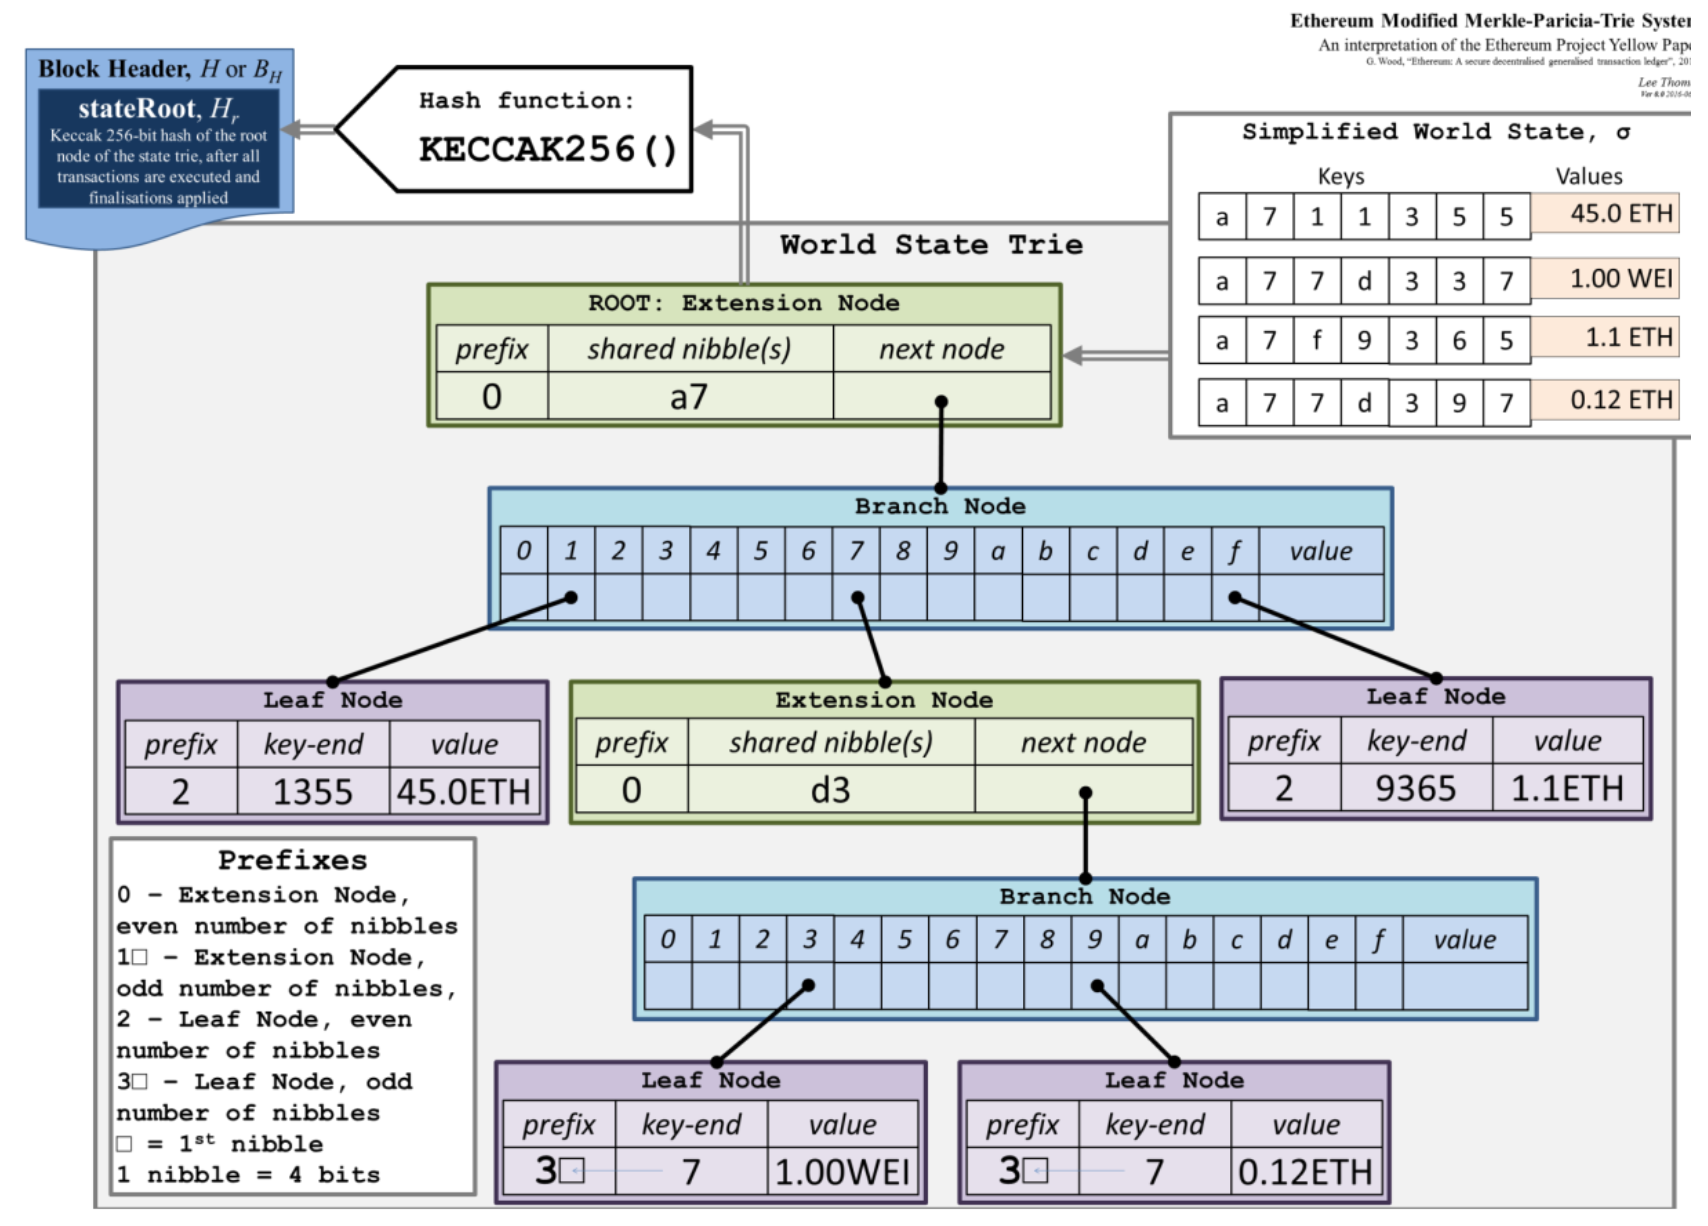 Ethereum Modified Merkle-Paricia-Trie System
An interpretation of the Ethereum Project Yellow Paper
G. Wood, "Ethereum: A secure decentralised generalised transaction ledger", 201
Lee Thom
Ver 8.0 2016-06
Block Header, H or B_H
stateRoot, H_r
Keccak 256-bit hash of the root
node of the state trie, after all
transactions are executed and
finalisations applied
Hash function:
KECCAK256()
Simplified World State, σ
Keys Values
a 7 1 1 3 5 5 45.0 ETH
a 7 7 d 3 3 7 1.00 WEI
a 7 f 9 3 6 5 1.1 ETH
a 7 7 d 3 9 7 0.12 ETH
World State Trie
ROOT: Extension Node
prefix shared nibble(s) next node
0 a7
Branch Node
0 1 2 3 4 5 6 7 8 9 a b c d e f value
Leaf Node
prefix key-end value
2 1355 45.0ETH
Extension Node
prefix shared nibble(s) next node
0 d3
Leaf Node
prefix key-end value
2 9365 1.1ETH
Prefixes
0 – Extension Node,
even number of nibbles
1□ – Extension Node,
odd number of nibbles,
2 – Leaf Node, even
number of nibbles
3□ – Leaf Node, odd
number of nibbles
□ = 1st nibble
1 nibble = 4 bits
Branch Node
0 1 2 3 4 5 6 7 8 9 a b c d e f value
Leaf Node
prefix key-end value
3□ 7 1.00WEI
Leaf Node
prefix key-end value
3□ 7 0.12ETH